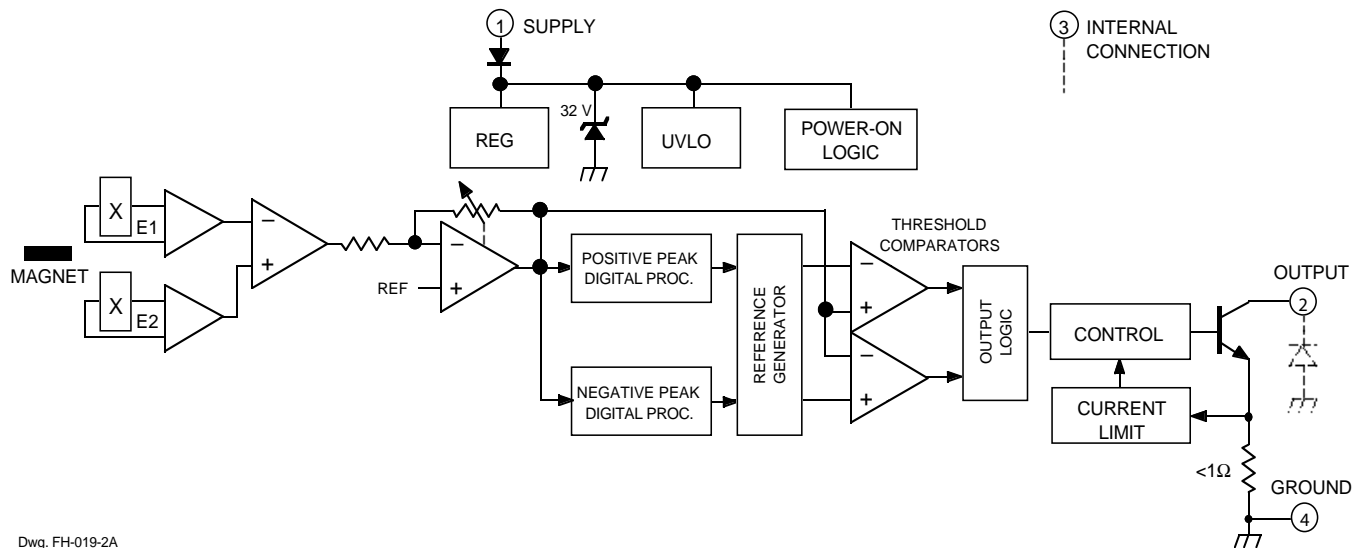 1 SUPPLY
3 INTERNAL
CONNECTION
32 V
REG
UVLO
POWER-ON
LOGIC
X
E1
MAGNET
X
E2
−
+
−
+
REF
POSITIVE PEAK
DIGITAL PROC.
NEGATIVE PEAK
DIGITAL PROC.
REFERENCE
GENERATOR
THRESHOLD
COMPARATORS
−
+
−
+
OUTPUT
LOGIC
CONTROL
CURRENT
LIMIT
OUTPUT
2
<1Ω
GROUND
4
Dwg. FH-019-2A